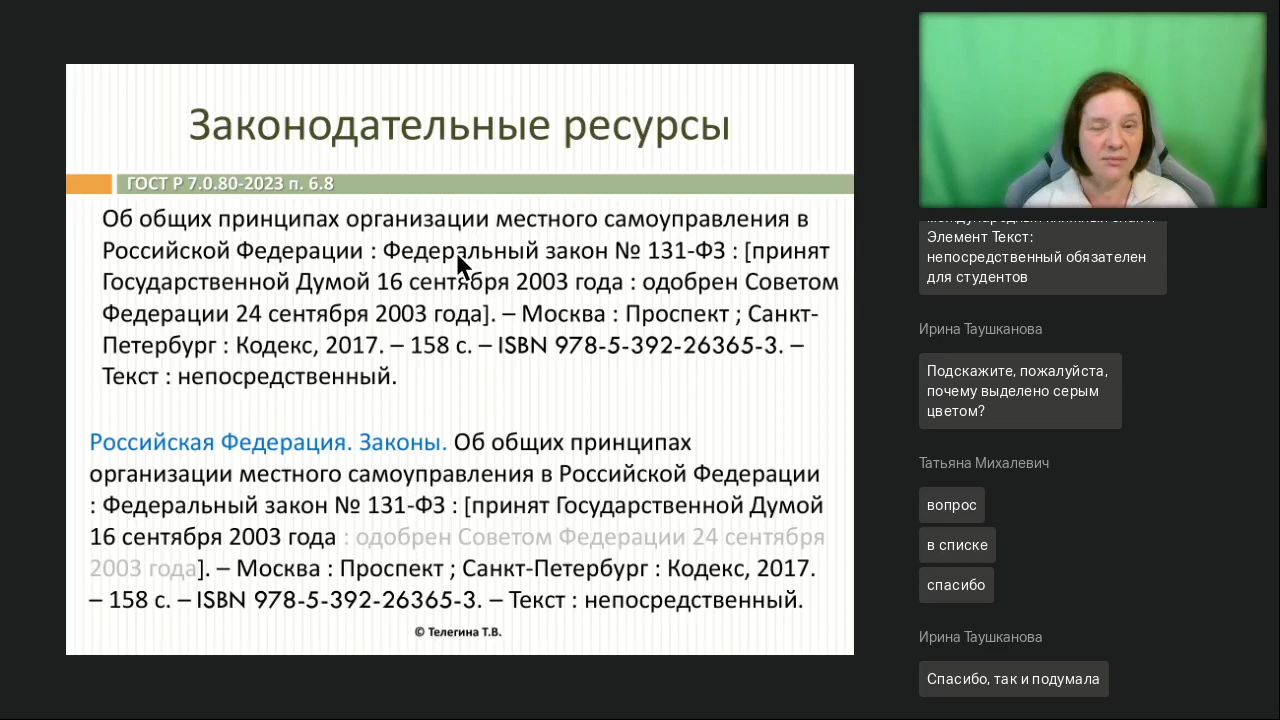 Законодательные ресурсы
ГОСТ Р 7.0.80-2023 п. 6.8
Об общих принципах организации местного самоуправления в
Российской Федерации : Федеральный закон № 131-ФЗ : [принят
Государственной Думой 16 сентября 2003 года : одобрен Советом
Федерации 24 сентября 2003 года]. – Москва : Проспект ; Санкт-
Петербург : Кодекс, 2017. – 158 с. – ISBN 978-5-392-26365-3. –
Текст : непосредственный.
Российская Федерация. Законы. Об общих принципах
организации местного самоуправления в Российской Федерации
: Федеральный закон № 131-ФЗ : [принят Государственной Думой
16 сентября 2003 года : одобрен Советом Федерации 24 сентября
2003 года]. – Москва : Проспект ; Санкт-Петербург : Кодекс, 2017.
– 158 с. – ISBN 978-5-392-26365-3. – Текст : непосредственный.
© Телегина Т.В.
Элемент Текст:
непосредственный обязателен
для студентов
Ирина Таушканова
Подскажите, пожалуйста,
почему выделено серым
цветом?
Татьяна Михалевич
вопрос
в списке
спасибо
Ирина Таушканова
Спасибо, так и подумала